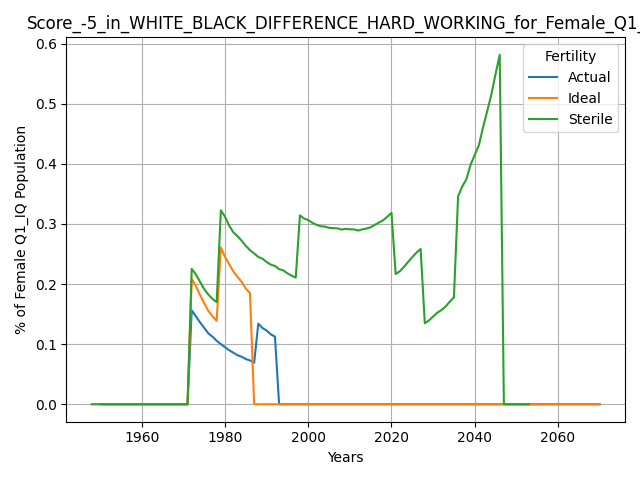 Score_-5_in_WHITE_BLACK_DIFFERENCE_HARD_WORKING_for_Female_Q1_
% of Female Q1_IQ Population
0.6
0.5
0.4
0.3
0.2
0.1
0.0
Fertility
Actual
Ideal
Sterile
1960
1980
2000
2020
2040
2060
Years